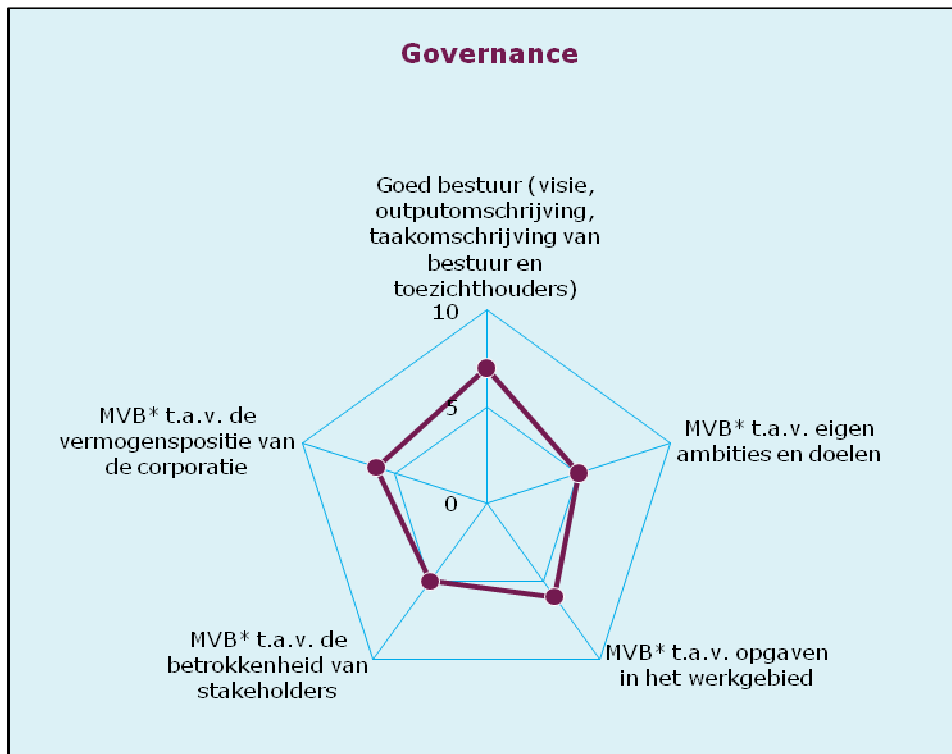 Governance
Goed bestuur (visie,
outputomschrijving,
taakomschrijving van
bestuur en
toezichthouders)
10
5
0
MVB* t.a.v. eigen
ambities en doelen
MVB* t.a.v. opgaven
in het werkgebied
MVB* t.a.v. de
betrokkenheid van
stakeholders
MVB* t.a.v. de
vermogenspositie van
de corporatie